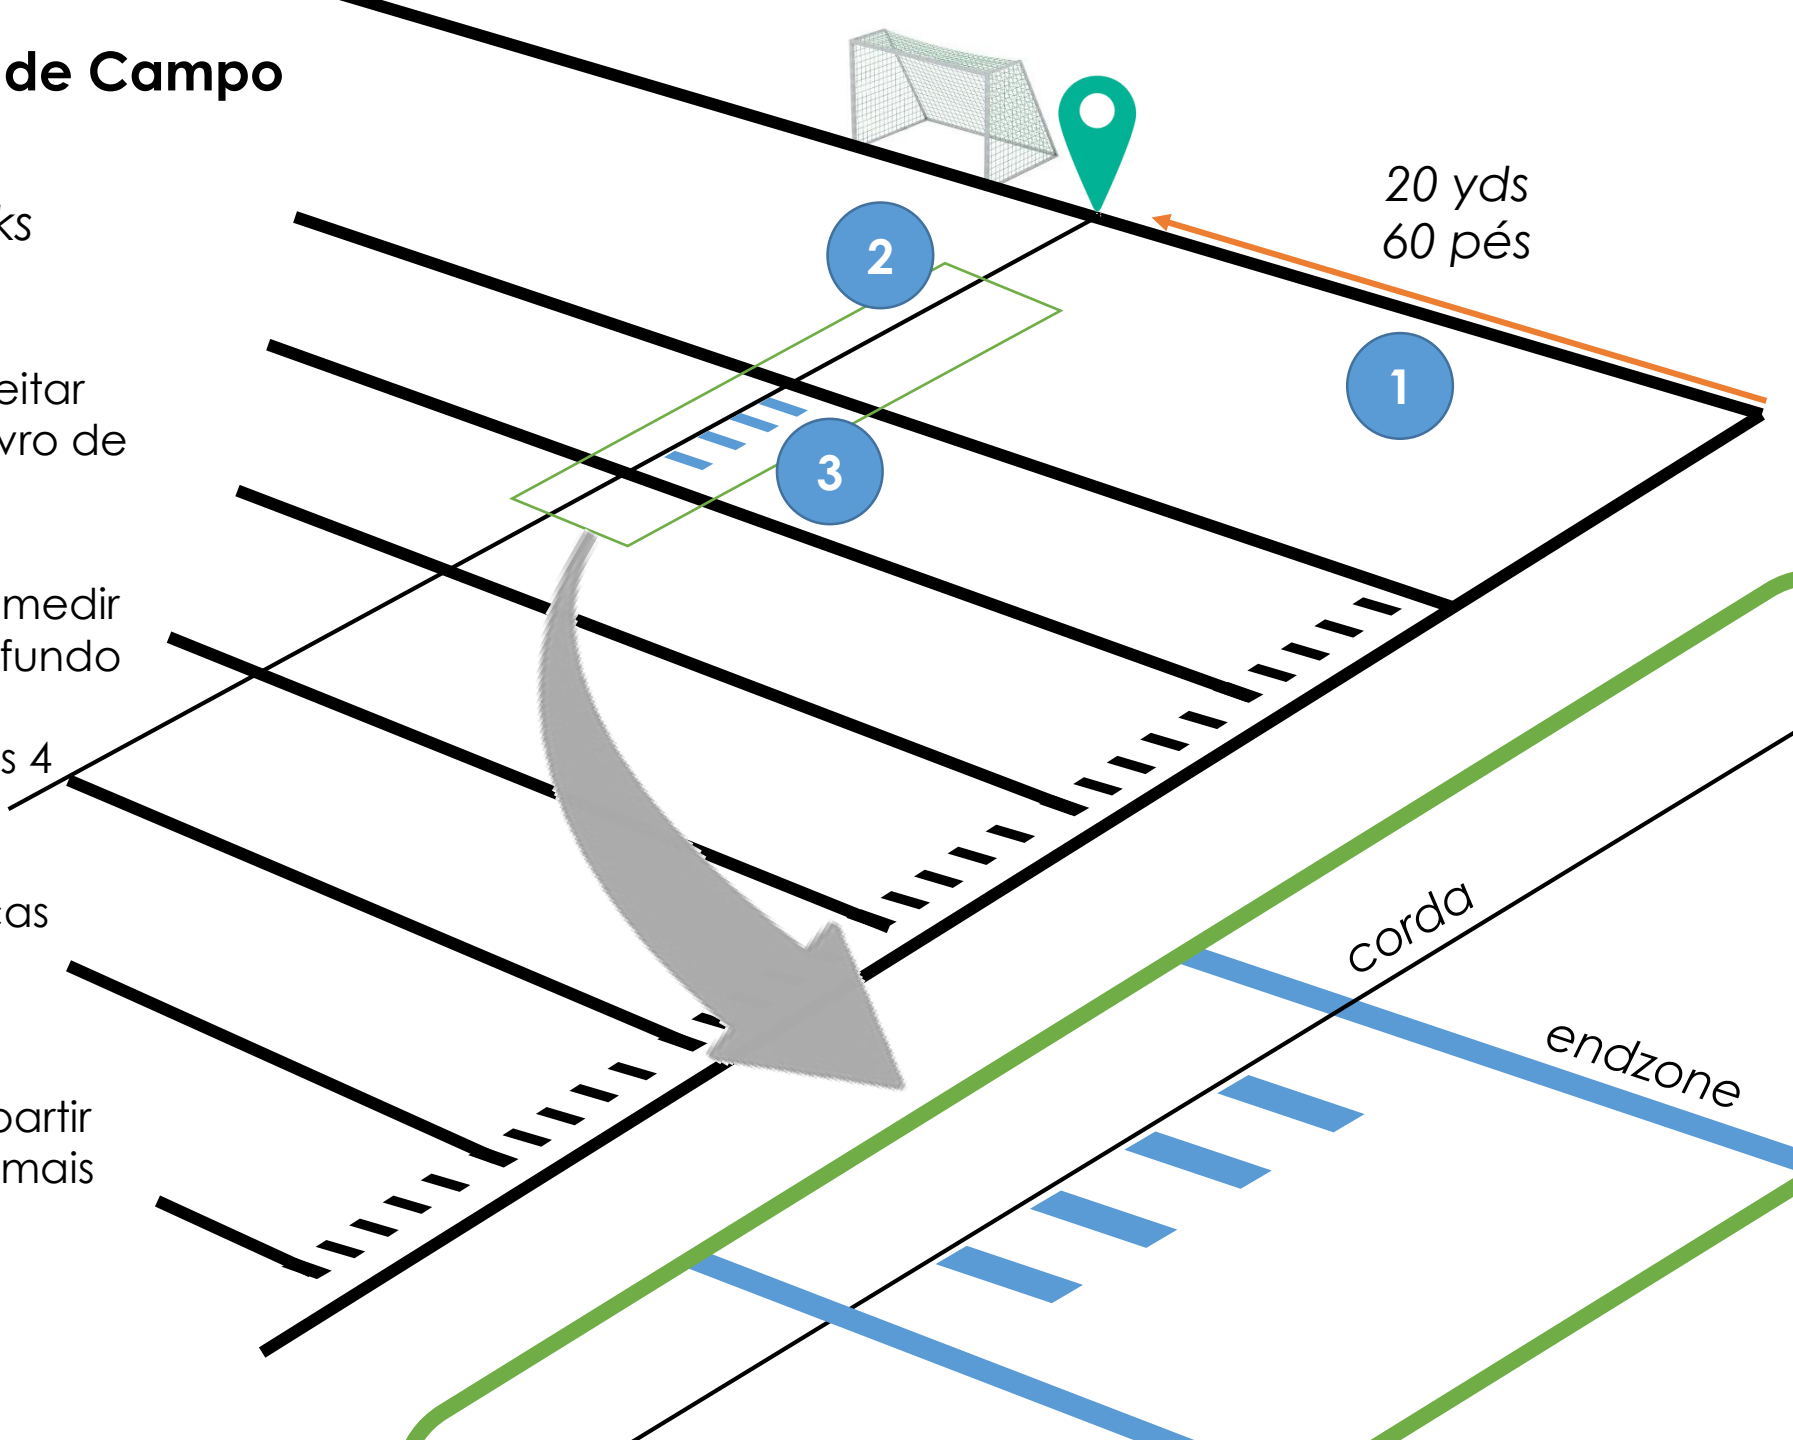 de Campo
ks
eitar
vro de
medir
fundo
s 4
as
partir
mais
20 yds
60 pés
2
1
3
corda
endzone